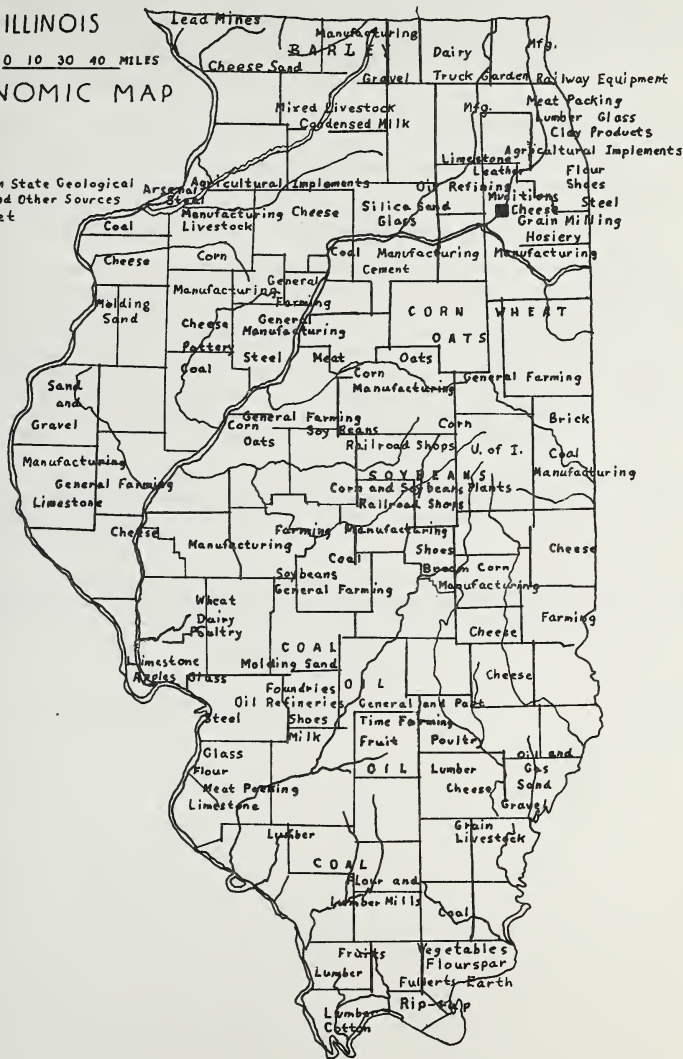 ILLINOIS
0 10 30 40 MILES
NOMIC MAP
State Geological
nd Other Sources
et
Lead Mines
Manufacturing
BARLEY
Cheese Sand
Gravel
Dairy
Truck Garden
Mfg.
Railway Equipment
Meat Packing
Lumber Glass
Clay Products
Agricultural Implements
Mixed Livestock
Condensed Milk
Mfg.
Limestone
Leather
Flour
Shoes
Oil
Refining
Munitions
Steel
Cheese
Grain Milling
Hosiery
Manufacturing
Arsenal
Steel
Agricultural Implements
Manufacturing
Livestock
Cheese
Silica Sand
Glass
Coal
Cheese
Corn
Coal
Manufacturing
Cement
Molding
Sand
Manufacturing
General
Farming
General
Manufacturing
CORN WHEAT
OATS
Cheese
Pottery
Coal
Steel
Meat
Oats
Corn
Manufacturing
General Farming
Sand
and
Gravel
General Farming
Corn
Oats
Soy Beans
Corn
Brick
Railroad Shops
U. of I.
Coal
Manufacturing
Manufacturing
General Farming
Limestone
SOYBEANS
Corn and Soybeans Plants
Railroad Shops
Cheese
Manufacturing
Farming
Manufacturing
Coal
Shoes
Broom Corn
Manufacturing
Cheese
Soybeans
General Farming
Wheat
Dairy
Poultry
Farming
Cheese
Limestone
Apples
Glass
COAL
Molding Sand
Cheese
Foundries
Oil Refineries
OIL
General and Part
Time Farming
Steel
Shoes
Milk
Fruit
Poultry
Oil and
Gas
Sand
Gravel
Glass
Flour
Meat Packing
Limestone
OIL
Lumber
Cheese
Grain
Livestock
Lumber
COAL
Flour and
Lumber Mills
Coal
Fruits
Lumber
Vegetables
Flourspar
Fullerts Earth
Rip-rap
Lumber
Cotton